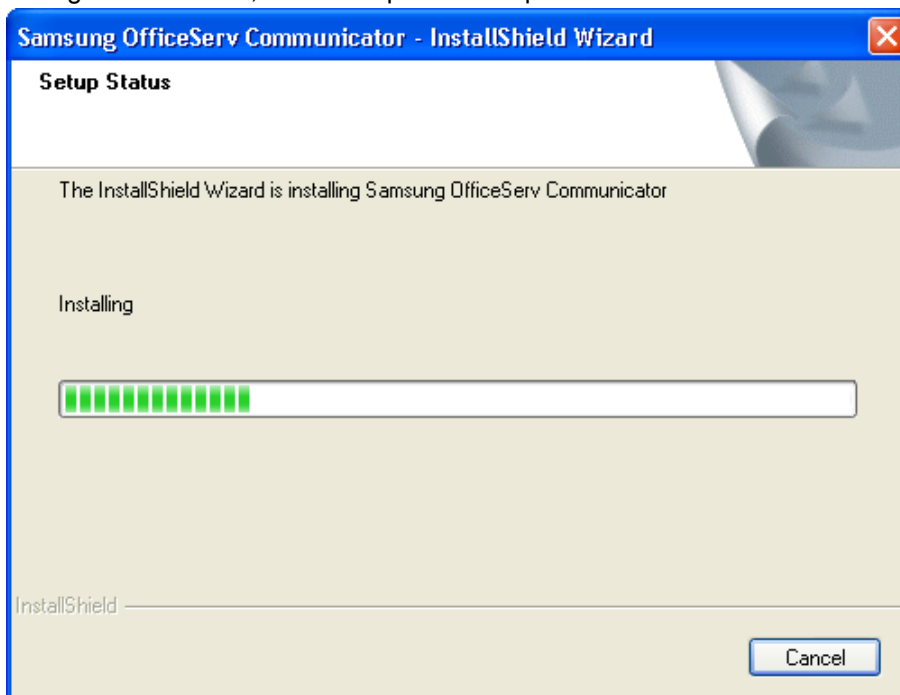 Samsung OfficeServ Communicator - InstallShield Wizard
Setup Status
The InstallShield Wizard is installing Samsung OfficeServ Communicator
Installing
InstallShield
Cancel